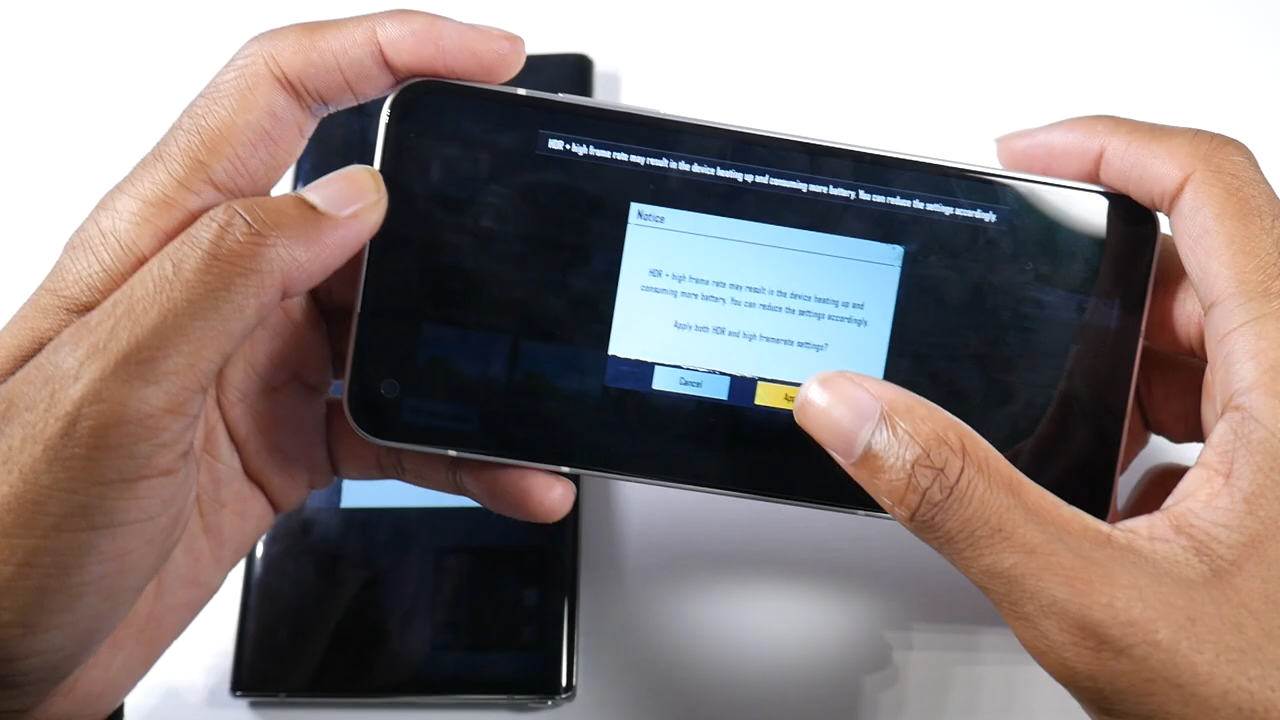 HDR + high frame rate may result in the device heating up and consuming more battery. You can reduce the settings accordingly.
Notice
HDR + high frame rate may result in the device heating up and
consuming more battery. You can reduce the settings accordingly.
Apply both HDR and high framerate settings?
Cancel